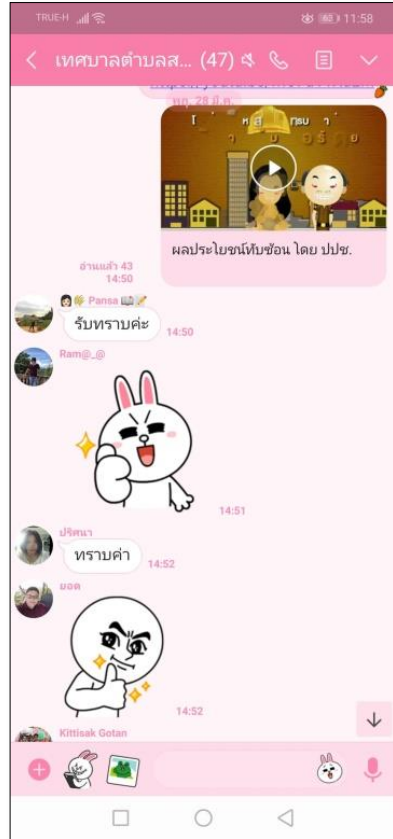 TRUE-H 63 11:58
เทศบาลตำบลส... (47)
พฤ. 28 มี.ค.
ผลประโยชน์ทับซ้อน โดย ปปช.
อ่านแล้ว 43
14:50
Pansa
รับทราบค่ะ
14:50
Ram@_@
14:51
ปริศนา
ทราบค่า
14:52
ยอด
14:52
Kittisak Gotan